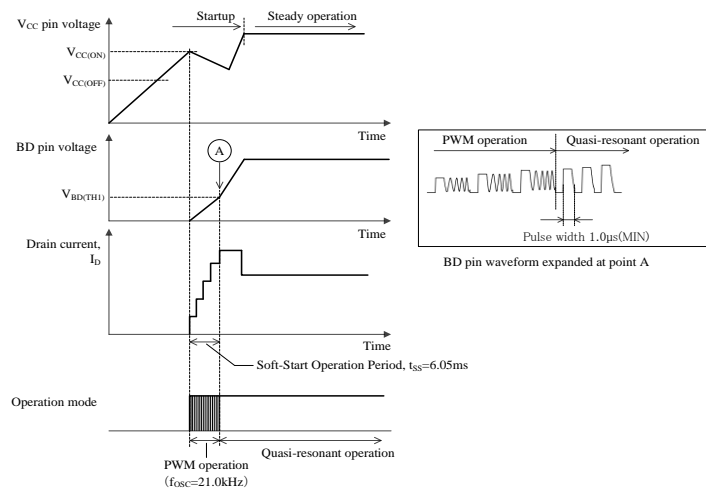 Startup
Steady operation
VCC pin voltage
VCC(ON)
VCC(OFF)
Time
BD pin voltage
A
VBD(TH1)
Time
Drain current,
ID
Time
Soft-Start Operation Period, tSS=6.05ms
Operation mode
Quasi-resonant operation
PWM operation
(fOSC=21.0kHz)
PWM operation
Quasi-resonant operation
Pulse width 1.0μs(MIN)
BD pin waveform expanded at point A